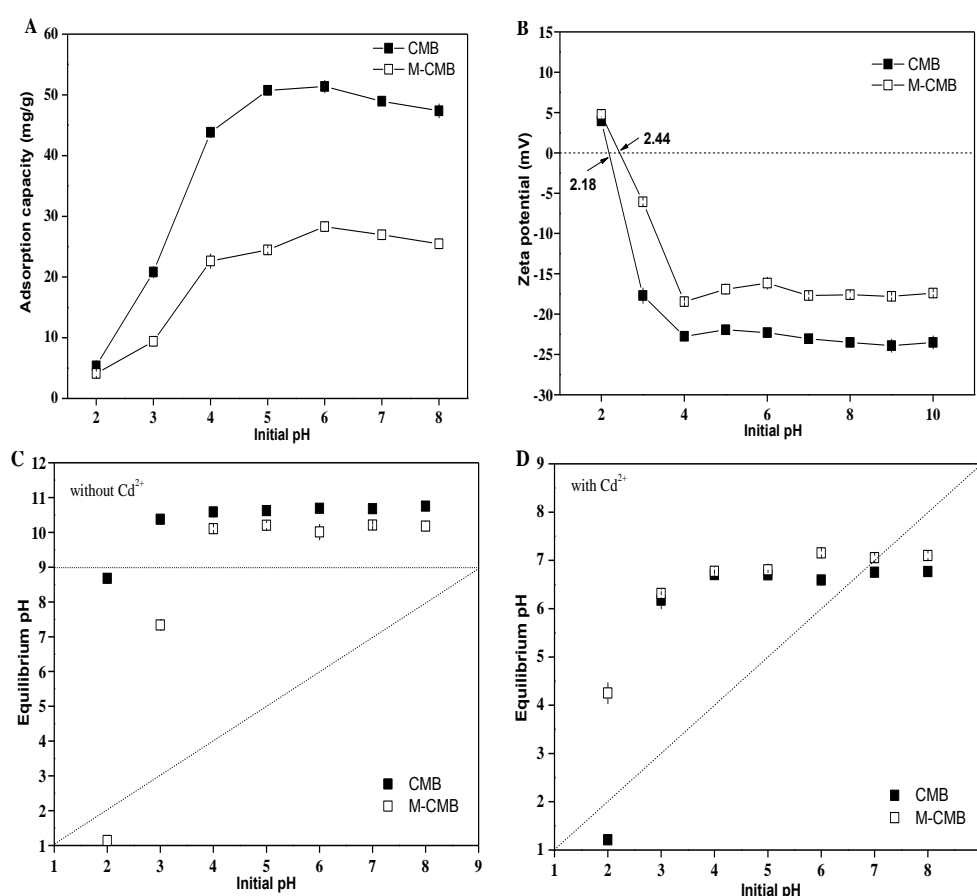 A
CMB
M-CMB
Adsorption capacity (mg/g)
60
50
40
30
20
10
0
2 3 4 5 6 7 8
Initial pH
B
CMB
M-CMB
Zeta potential (mV)
15
10
5
0
-5
-10
-15
-20
-25
-30
2.44
2.18
2 4 6 8 10
Initial pH
C
without Cd²⁺
CMB
M-CMB
Equilibrium pH
12
11
10
9
8
7
6
5
4
3
2
1
1 2 3 4 5 6 7 8 9
Initial pH
D
with Cd²⁺
CMB
M-CMB
Equilibrium pH
9
8
7
6
5
4
3
2
1
1 2 3 4 5 6 7 8
Initial pH